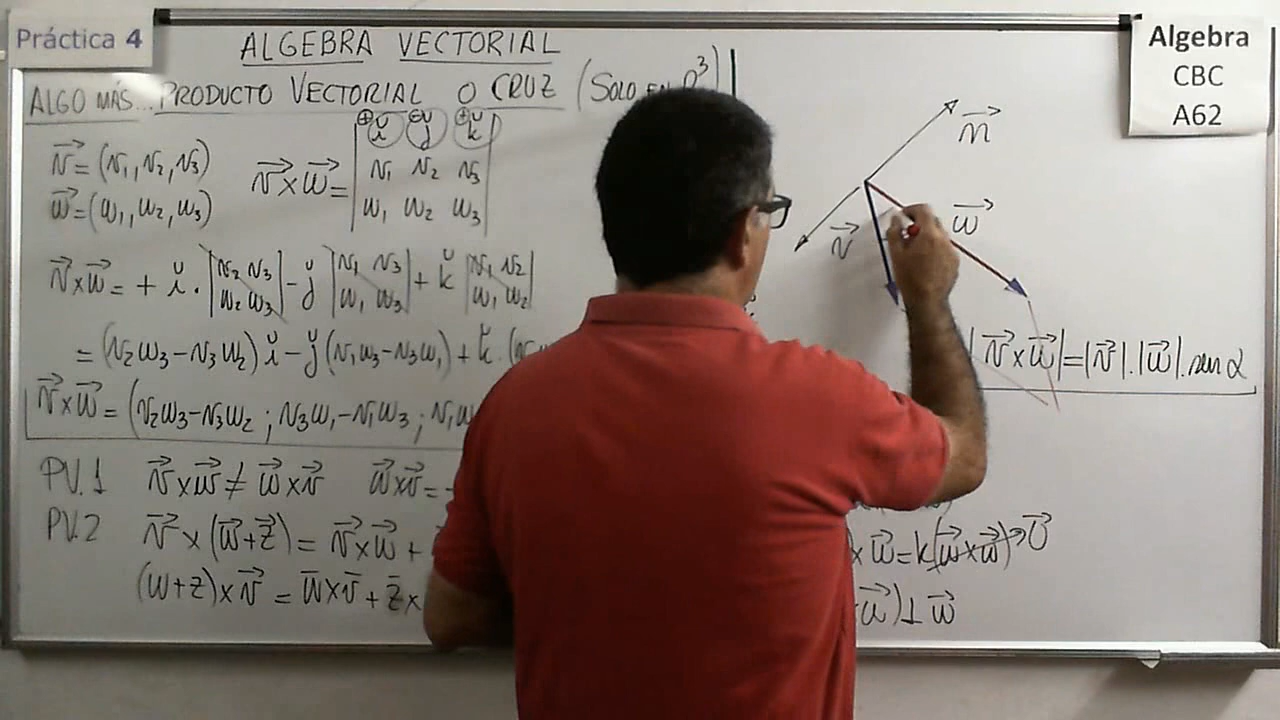 Práctica 4
ALGEBRA VECTORIAL
ALGO MÁS... PRODUCTO VECTORIAL O CRUZ (SOLO EN R³)
v⃗ = (v₁, v₂, v₃)
w⃗ = (w₁, w₂, w₃)
v⃗ x w⃗ = | ⊕ ǐ ⊖ ǰ ⊕ ǩ |
| v₁ v₂ v₃ |
| w₁ w₂ w₃ |
v⃗ x w⃗ = + ǐ . | v₂ v₃ | - ǰ | v₁ v₃ | + ǩ | v₁ v₂ |
| w₂ w₃ | | w₁ w₃ | | w₁ w₂ |
= (v₂w₃ - v₃w₂) ǐ - ǰ (v₁w₃ - v₃w₁) + ǩ . (
v⃗ x w⃗ = (v₂w₃ - v₃w₂ ; v₃w₁ - v₁w₃ ; v₁w
PV.1 v⃗ x w⃗ ≠ w⃗ x v⃗ w⃗ x v⃗ = -
PV.2 v⃗ x (w⃗ + z⃗) = v⃗ x w⃗ +
(w + z) x v⃗ = w̄ x v̄ + z̄ x
Algebra
CBC
A62
n⃗
w⃗
v⃗
|v⃗ x w⃗| = |v⃗| . |w⃗| . sen α
x w⃗ = k(w⃗ x w⃗) → 0⃗
) ⊥ w⃗